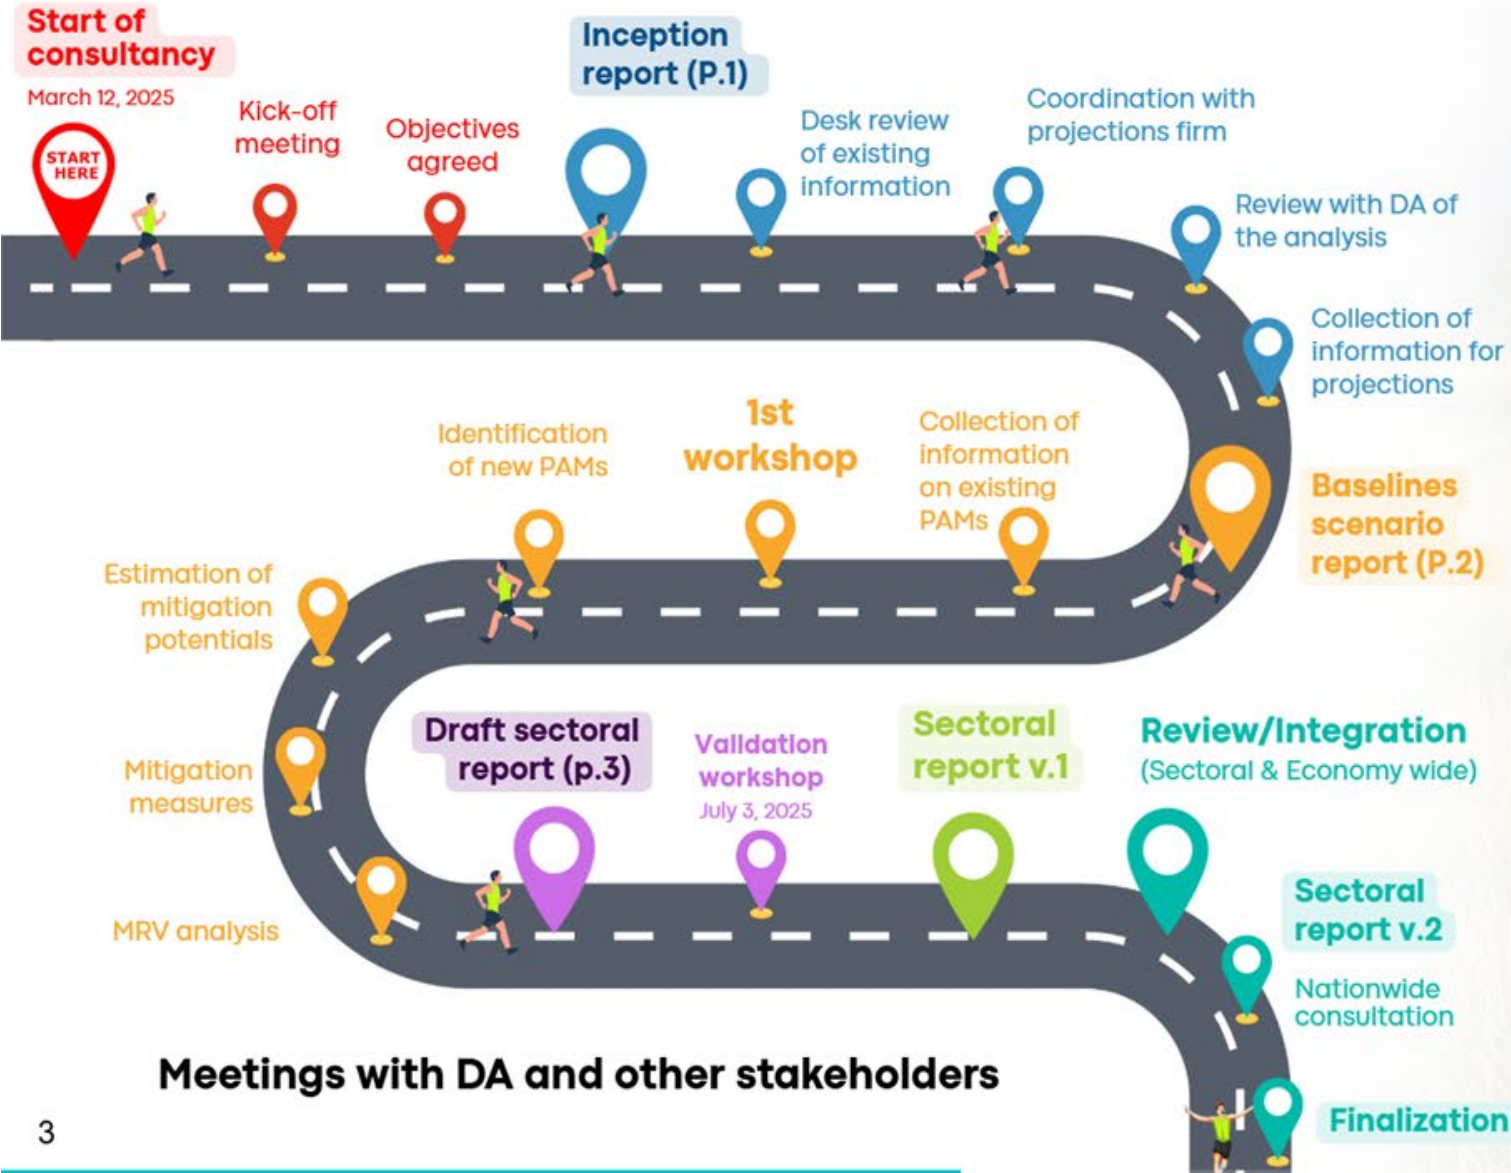 Start of
consultancy
March 12, 2025
START
HERE
Kick-off
meeting
Objectives
agreed
Inception
report (P.1)
Desk review
of existing
information
Coordination with
projections firm
Review with DA of
the analysis
Collection of
information for
projections
Baselines
scenario
report (P.2)
Collection of
information
on existing
PAMs
1st
workshop
Identification
of new PAMs
Estimation of
mitigation
potentials
Mitigation
measures
MRV analysis
Draft sectoral
report (p.3)
Validation
workshop
July 3, 2025
Sectoral
report v.1
Review/Integration
(Sectoral & Economy wide)
Sectoral
report v.2
Nationwide
consultation
Finalization
Meetings with DA and other stakeholders
3